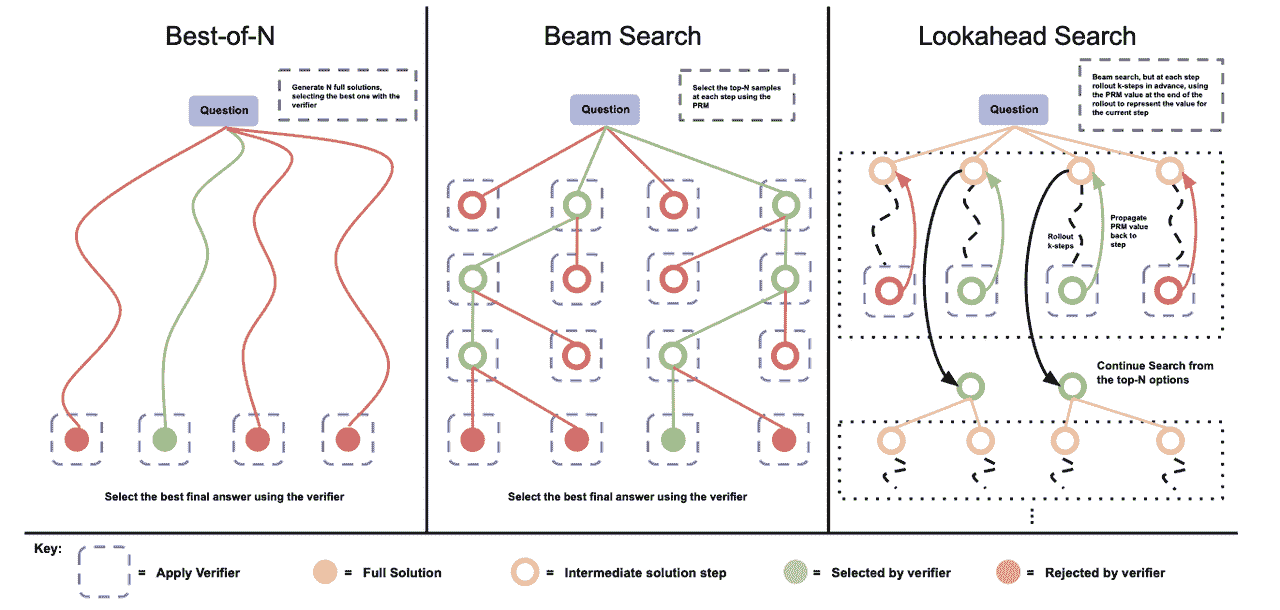 Best-of-N
Generate N full solutions,
selecting the best one with the
verifier
Question
Select the best final answer using the verifier
Beam Search
Select the top-N samples
at each step using the
PRM
Question
Select the best final answer using the verifier
Lookahead Search
Beam search, but at each step
rollout k-steps in advance, using
the PRM value at the end of the
rollout to represent the value for
the current step
Question
Rollout
k-steps
Propagate
PRM value
back to
step
Continue Search from
the top-N options
Key:
= Apply Verifier
= Full Solution
= Intermediate solution step
= Selected by verifier
= Rejected by verifier